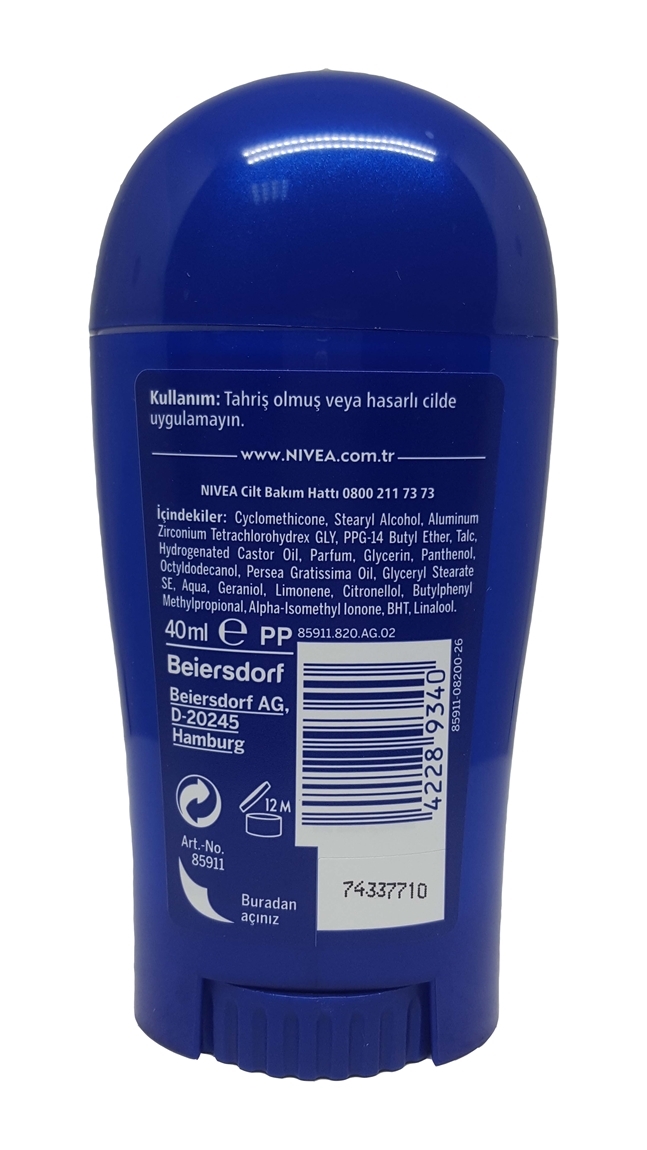 Kullanım: Tahriş olmuş veya hasarlı cilde
uygulamayın.
www.NIVEA.com.tr
NIVEA Cilt Bakım Hattı 0800 211 73 73
İçindekiler: Cyclomethicone, Stearyl Alcohol, Aluminum
Zirconium Tetrachlorohydrex GLY, PPG-14 Butyl Ether, Talc,
Hydrogenated Castor Oil, Parfum, Glycerin, Panthenol,
Octyldodecanol, Persea Gratissima Oil, Glyceryl Stearate
SE, Aqua, Geraniol, Limonene, Citronellol, Butylphenyl
Methylpropional, Alpha-Isomethyl Ionone, BHT, Linalool.
40ml e PP 85911.820.AG.02
Beiersdorf
Beiersdorf AG,
D-20245
Hamburg
4228 9340
85911-08200-26
12 M
Art.-No.
85911
74337710
Buradan
açınız